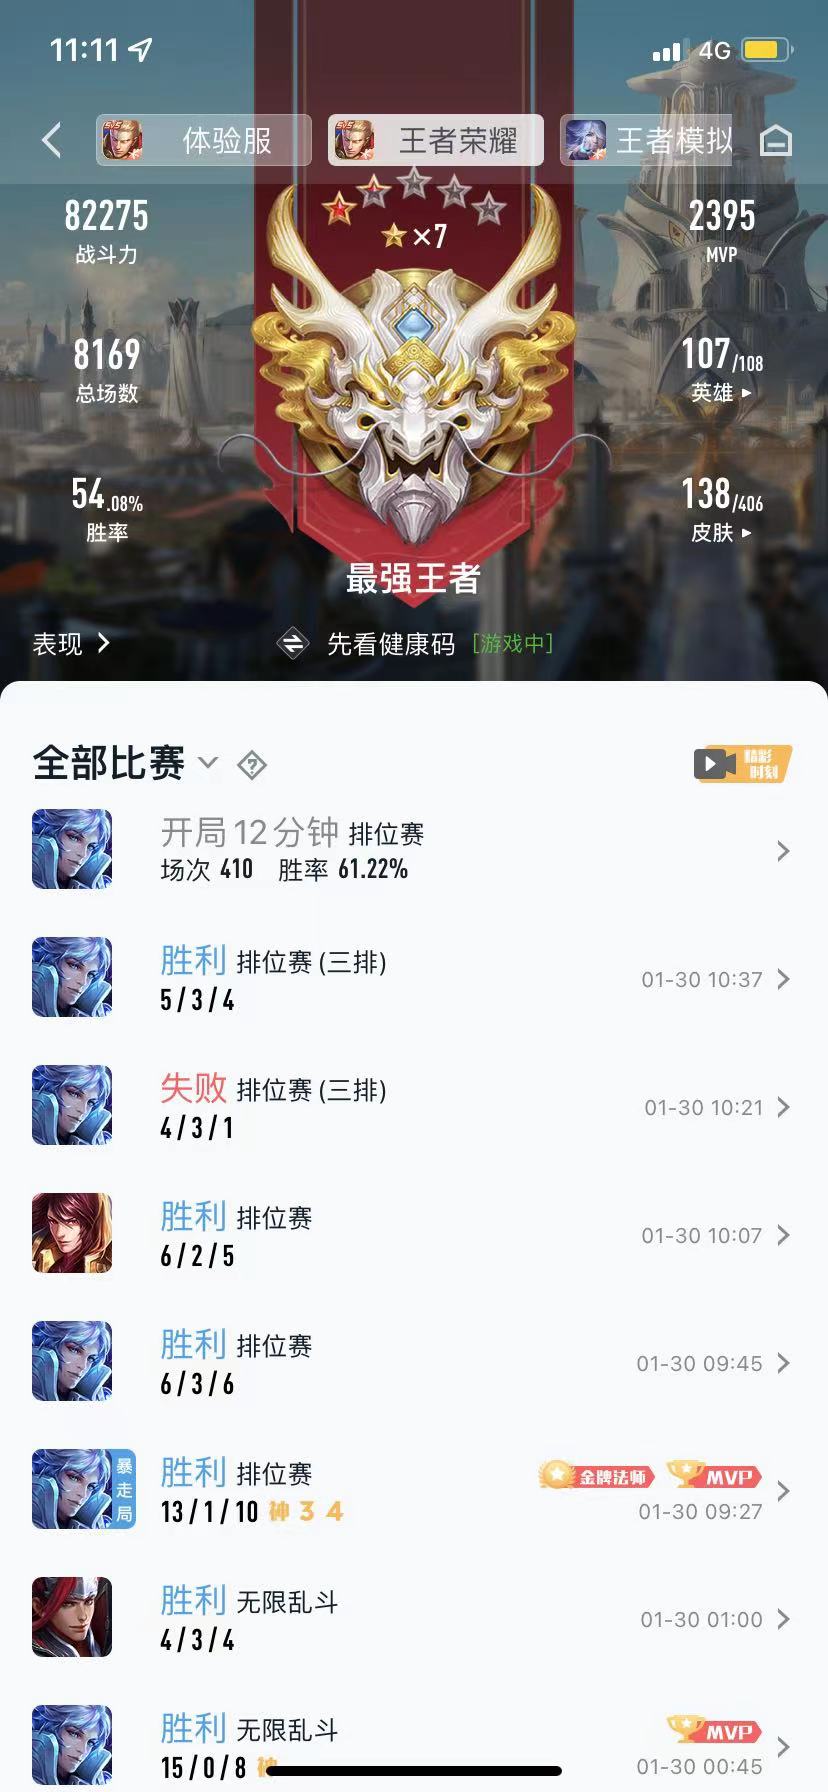 11:11
4G
体验服
王者荣耀
王者模拟
82275
战斗力
2395
MVP
×7
8169
总场数
107/108
英雄
54.08%
胜率
138/406
皮肤
最强王者
表现
先看健康码 [游戏中]
全部比赛
精彩
时刻
开局12分钟 排位赛
场次 410 胜率 61.22%
胜利 排位赛 (三排)
5 / 3 / 4
01-30 10:37
失败 排位赛 (三排)
4 / 3 / 1
01-30 10:21
胜利 排位赛
6 / 2 / 5
01-30 10:07
胜利 排位赛
6 / 3 / 6
01-30 09:45
暴走局
胜利 排位赛
金牌法师 MVP
13 / 1 / 10 神 3 4
01-30 09:27
胜利 无限乱斗
4 / 3 / 4
01-30 01:00
胜利 无限乱斗
MVP
15 / 0 / 8 神
01-30 00:45